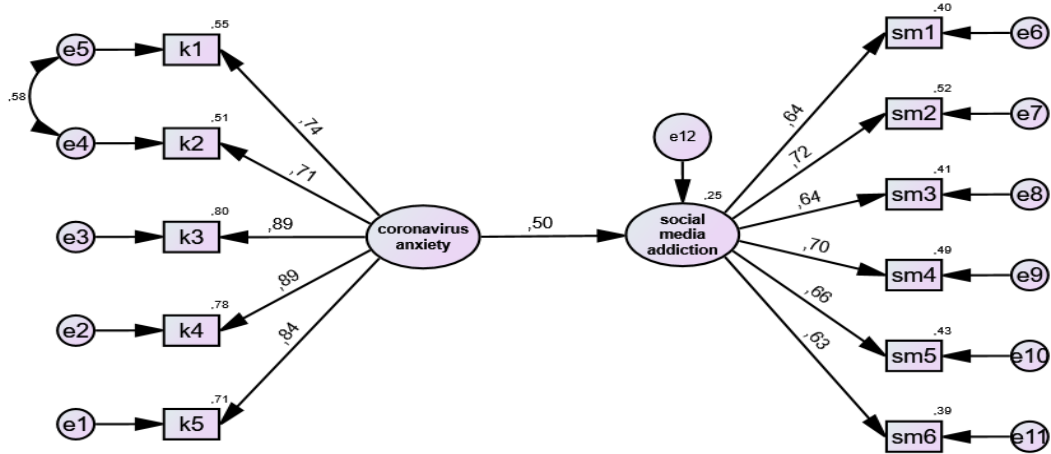 ,55
e5
k1
,58
,74
,51
e4
k2
,71
,80
e3
k3
,89
coronavirus
anxiety
,78
e2
k4
,89
,71
e1
k5
,84
,50
e12
,25
social
media
addiction
,40
sm1
e6
,64
,52
sm2
e7
,72
,41
sm3
e8
,64
,49
sm4
e9
,70
,43
sm5
e10
,66
,39
sm6
e11
,63